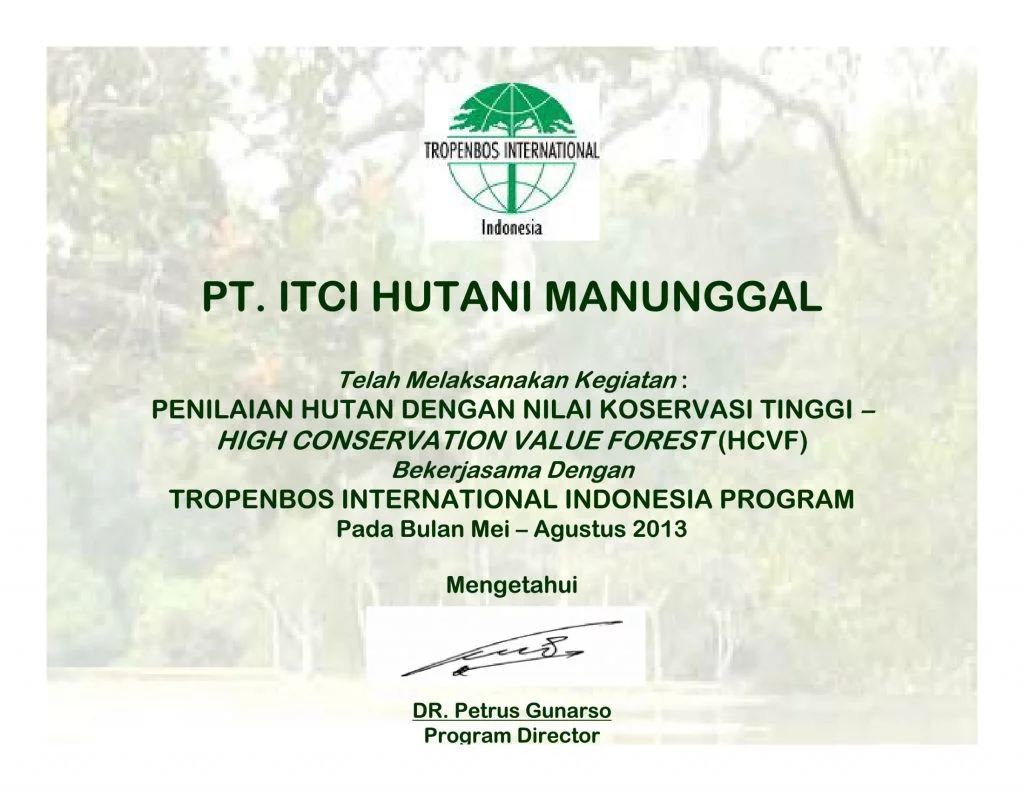 TROPENBOS INTERNATIONAL
Indonesia
PT. ITCI HUTANI MANUNGGAL
Telah Melaksanakan Kegiatan :
PENILAIAN HUTAN DENGAN NILAI KOSERVASI TINGGI –
HIGH CONSERVATION VALUE FOREST (HCVF)
Bekerjasama Dengan
TROPENBOS INTERNATIONAL INDONESIA PROGRAM
Pada Bulan Mei – Agustus 2013
Mengetahui
DR. Petrus Gunarso
Program Director